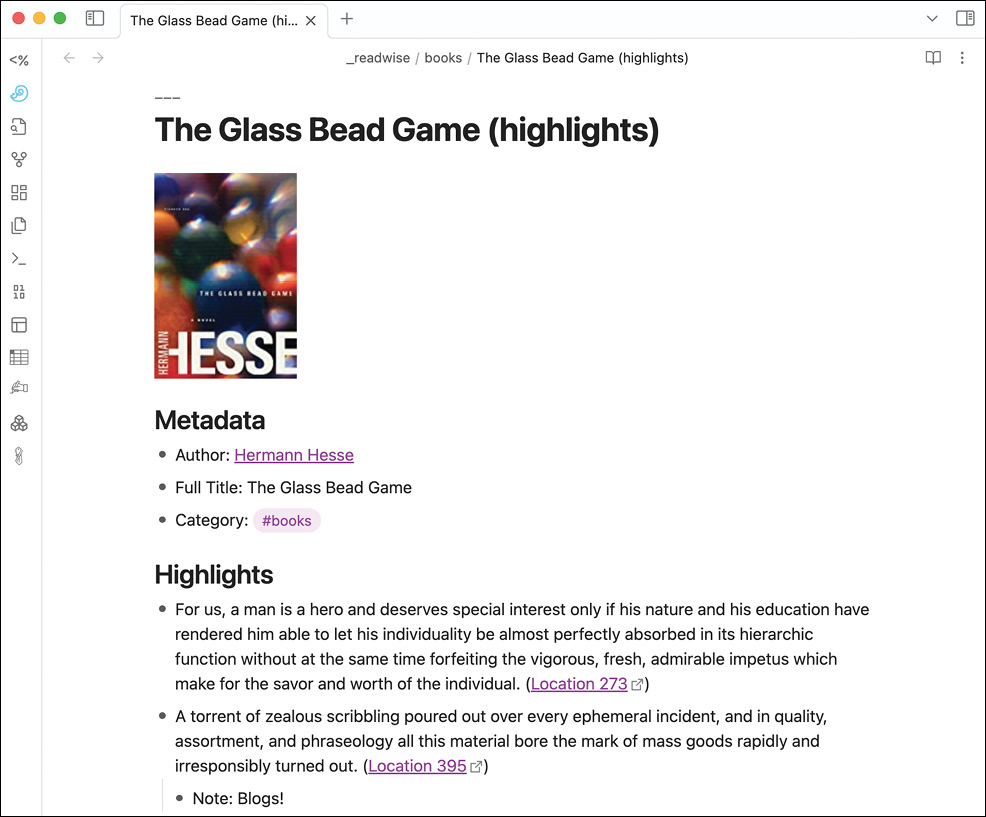 The Glass Bead Game (hi...
_readwise / books / The Glass Bead Game (highlights)
<%
---
The Glass Bead Game (highlights)
THE GLASS BEAD GAME
A NOVEL
HERMANN
HESSE
Metadata
• Author: Hermann Hesse
• Full Title: The Glass Bead Game
• Category: #books
Highlights
• For us, a man is a hero and deserves special interest only if his nature and his education have
rendered him able to let his individuality be almost perfectly absorbed in its hierarchic
function without at the same time forfeiting the vigorous, fresh, admirable impetus which
make for the savor and worth of the individual. (Location 273)
• A torrent of zealous scribbling poured out over every ephemeral incident, and in quality,
assortment, and phraseology all this material bore the mark of mass goods rapidly and
irresponsibly turned out. (Location 395)
• Note: Blogs!